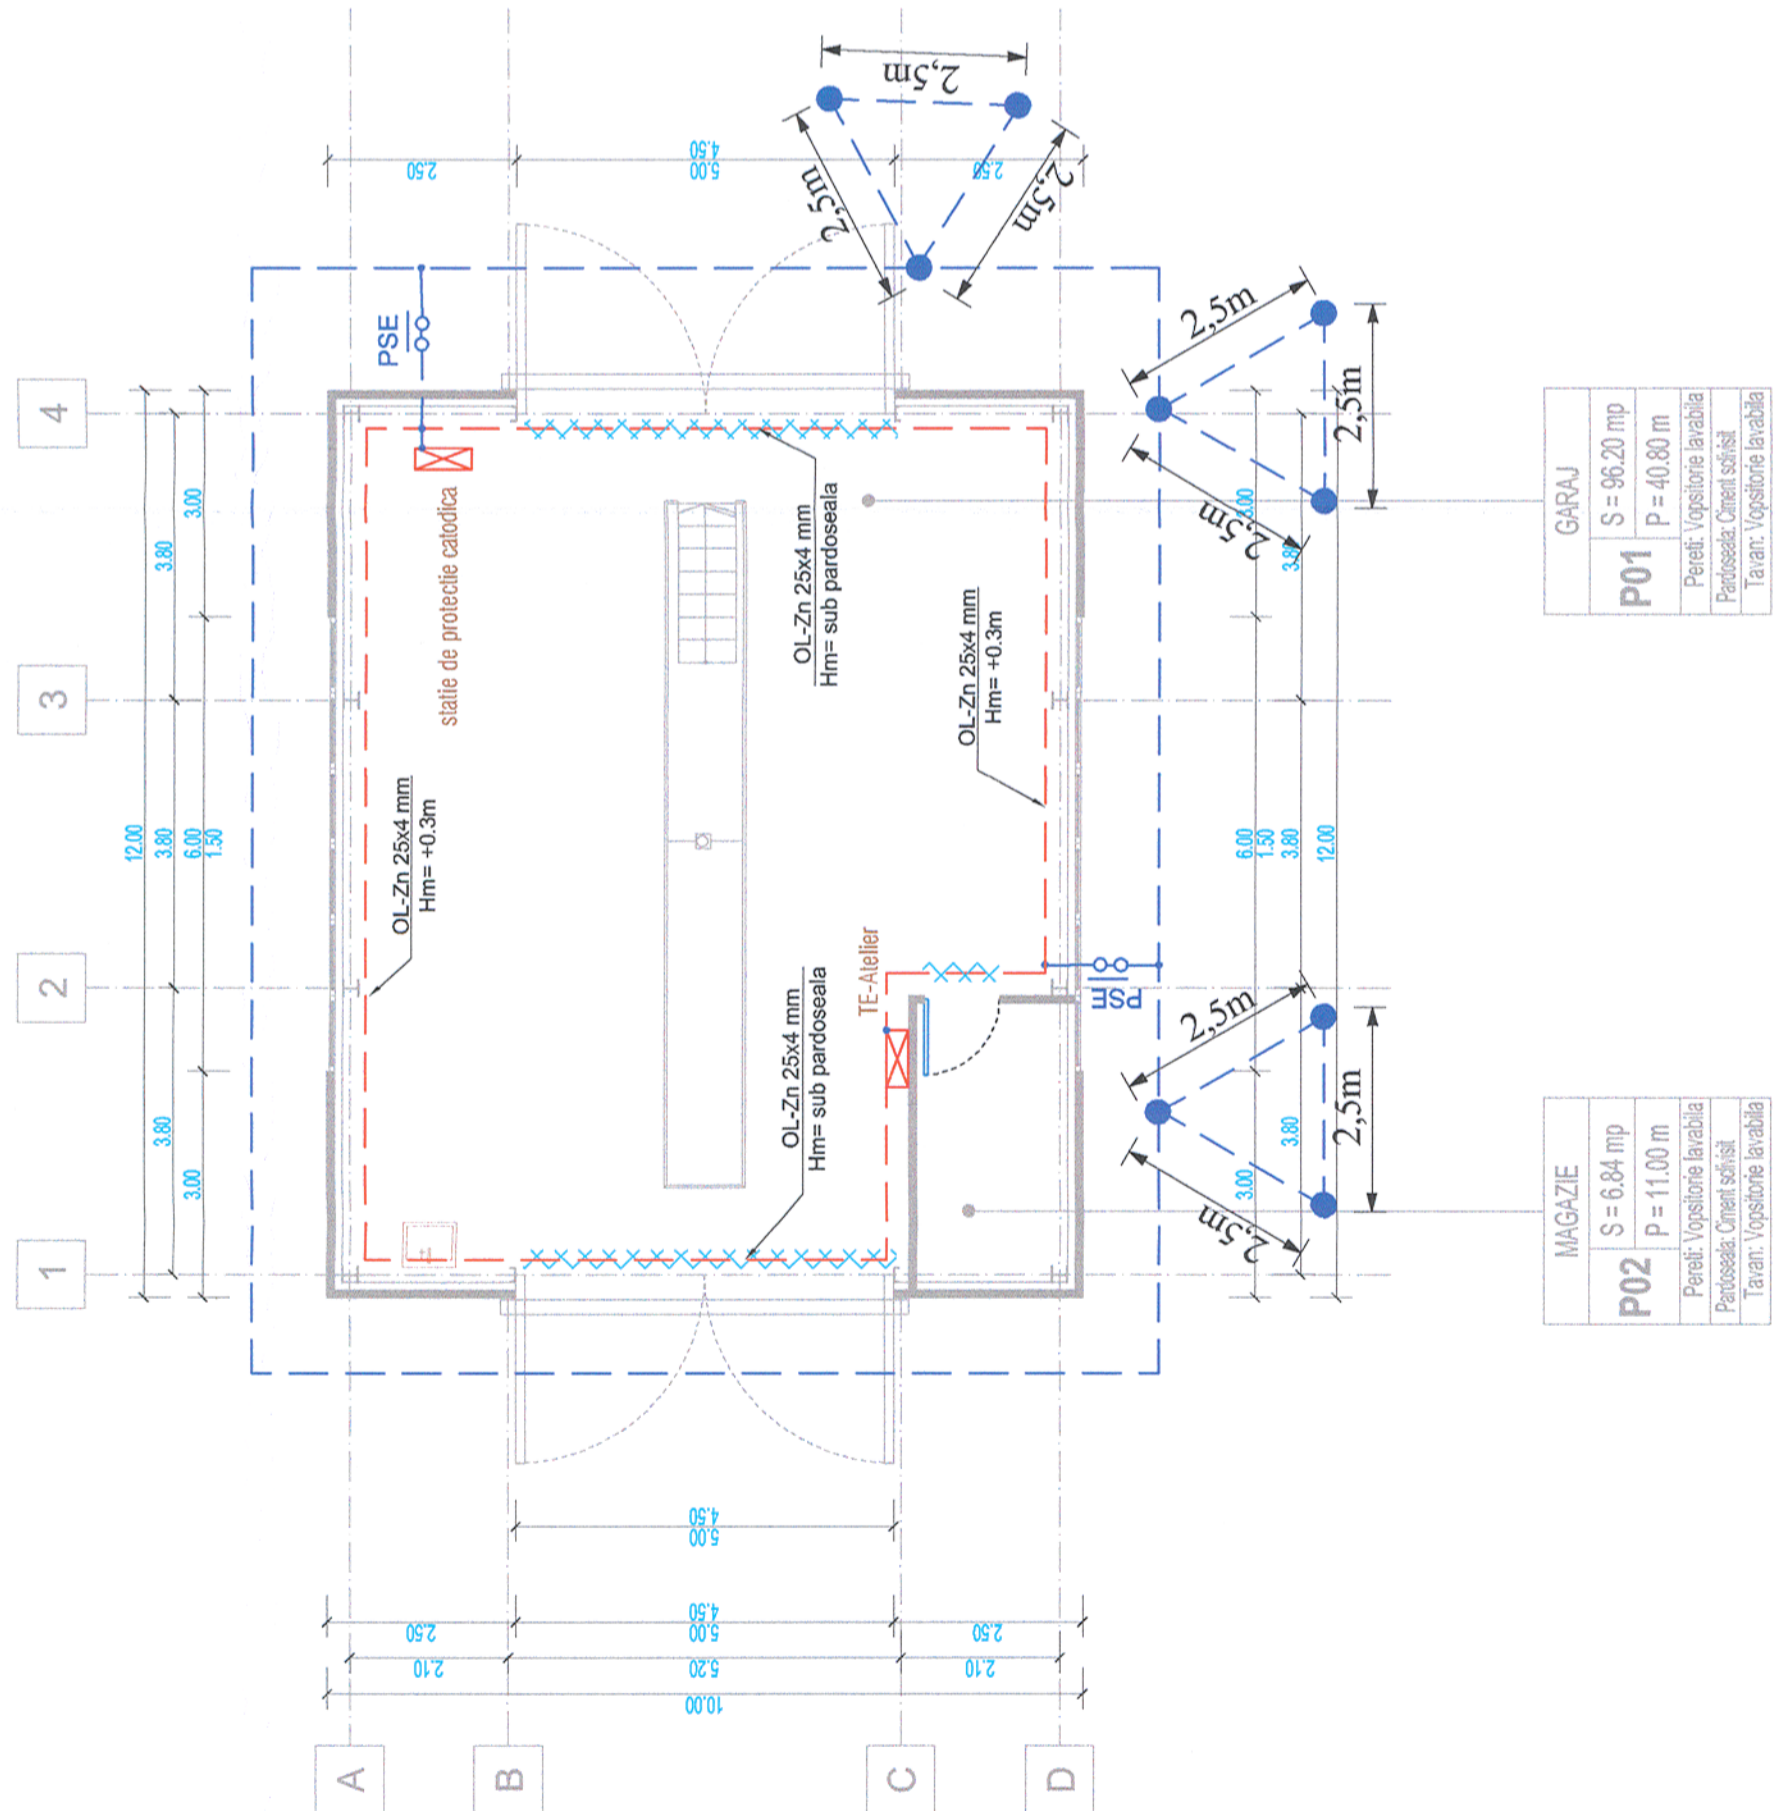 4
3
2
1
A
B
C
D
12.00
3.80
3.80
3.80
3.00
6.00
1.50
3.00
2.50
4.50
5.00
2.50
2,5m
2,5m
2,5m
PSE
statie de protectie catodica
OL-Zn 25x4 mm
Hm= +0.3m
OL-Zn 25x4 mm
Hm= sub pardoseala
OL-Zn 25x4 mm
Hm= +0.3m
OL-Zn 25x4 mm
Hm= sub pardoseala
TE-Atelier
PSE
2,5m
2,5m
2,5m
2,5m
2,5m
2,5m
3.00
3.80
6.00
1.50
3.80
12.00
3.00
3.80
4.50
5.00
2.50
4.50
5.00
2.50
2.10
5.20
2.10
10.00
GARAJ
P01
S = 96.20 mp
P = 40.80 m
Pereti: Vopsitorie lavabila
Pardoseala: Ciment sclivisit
Tavan: Vopsitorie lavabila
MAGAZIE
P02
S = 6.84 mp
P = 11.00 m
Pereti: Vopsitorie lavabila
Pardoseala: Ciment sclivisit
Tavan: Vopsitorie lavabila